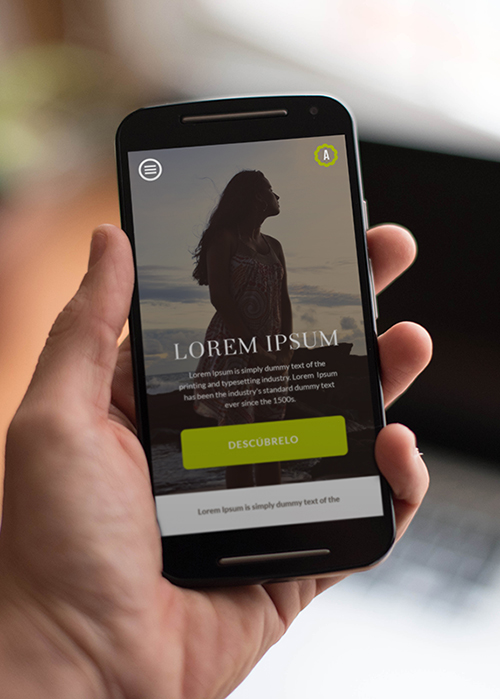 A
LOREM IPSUM
Lorem Ipsum is simply dummy text of the
printing and typesetting industry. Lorem Ipsum
has been the industry's standard dummy text
ever since the 1500s.
DESCÚBRELO
Lorem Ipsum is simply dummy text of the